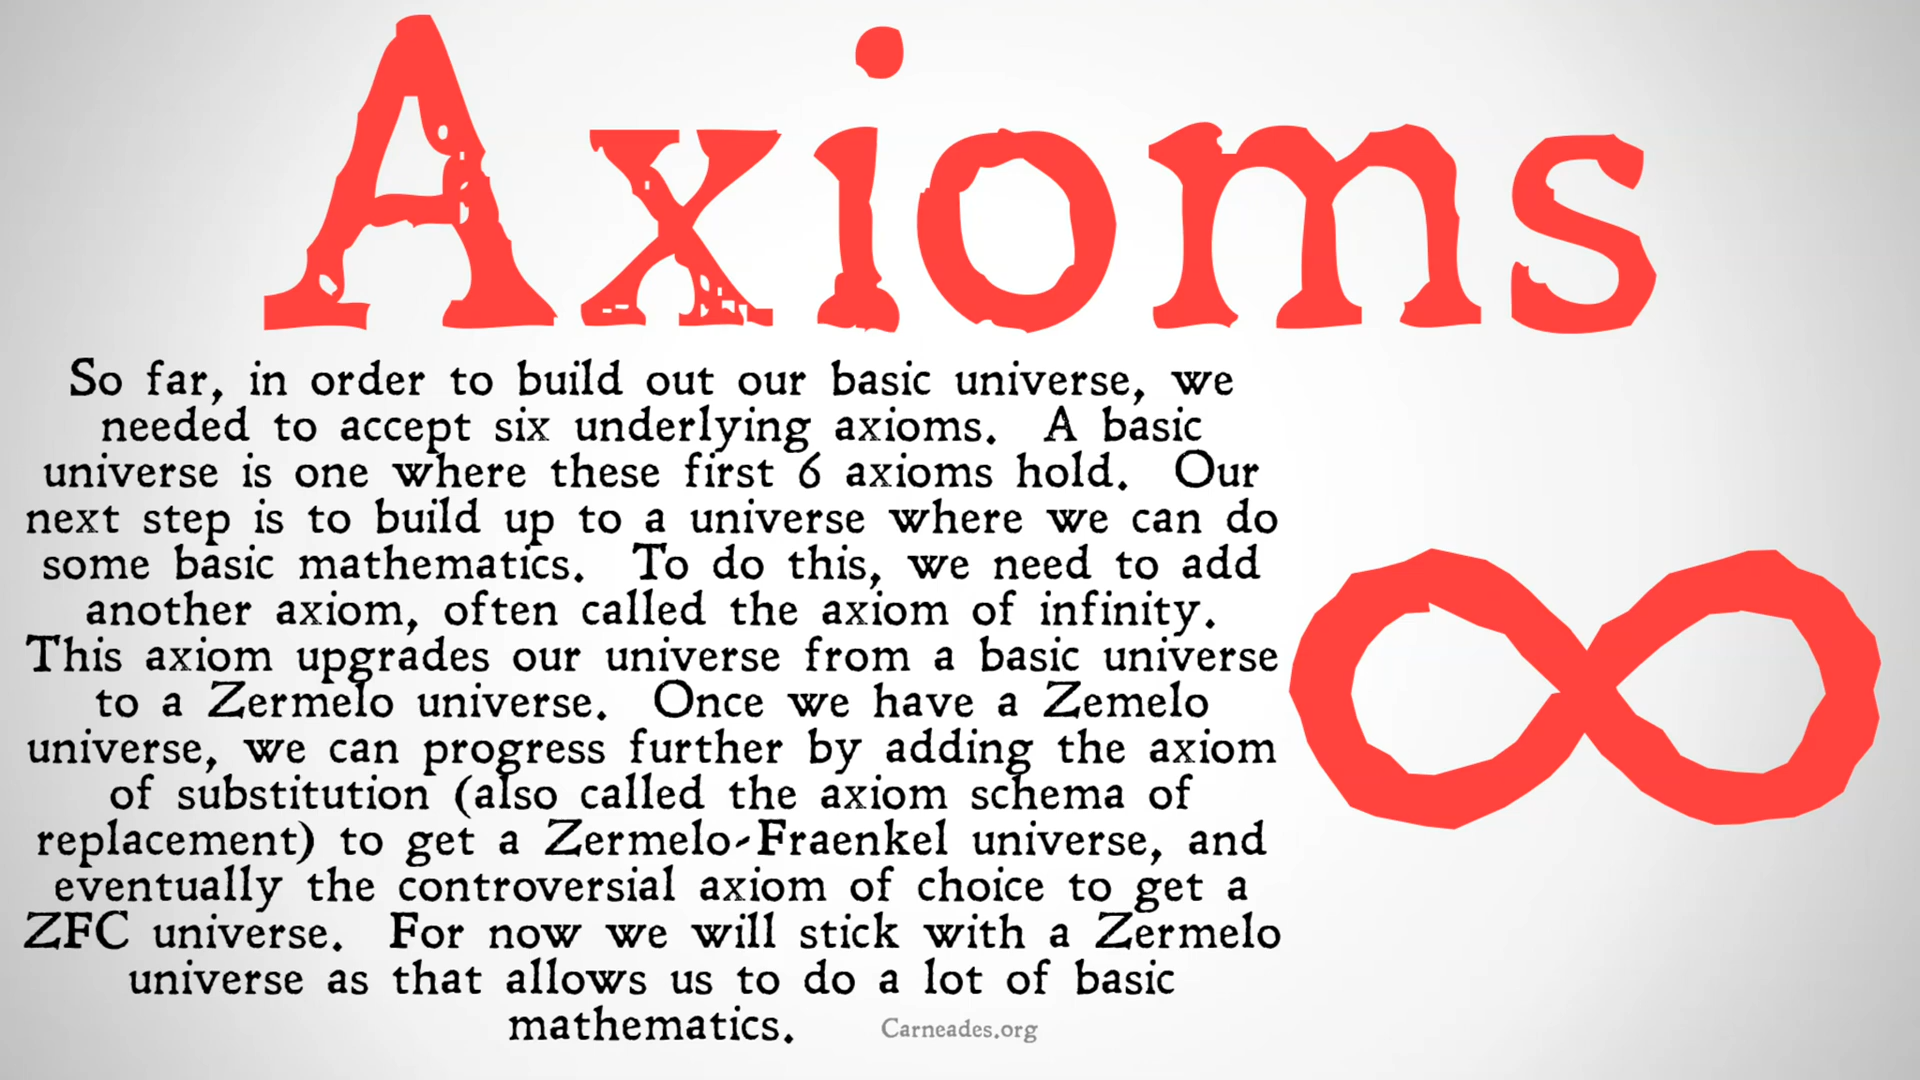 Axioms
So far, in order to build out our basic universe, we
needed to accept six underlying axioms. A basic
universe is one where these first 6 axioms hold. Our
next step is to build up to a universe where we can do
some basic mathematics. To do this, we need to add
another axiom, often called the axiom of infinity.
This axiom upgrades our universe from a basic universe
to a Zermelo universe. Once we have a Zemelo
universe, we can progress further by adding the axiom
of substitution (also called the axiom schema of
replacement) to get a Zermelo-Fraenkel universe, and
eventually the controversial axiom of choice to get a
ZFC universe. For now we will stick with a Zermelo
universe as that allows us to do a lot of basic
mathematics.
Carneades.org
∞